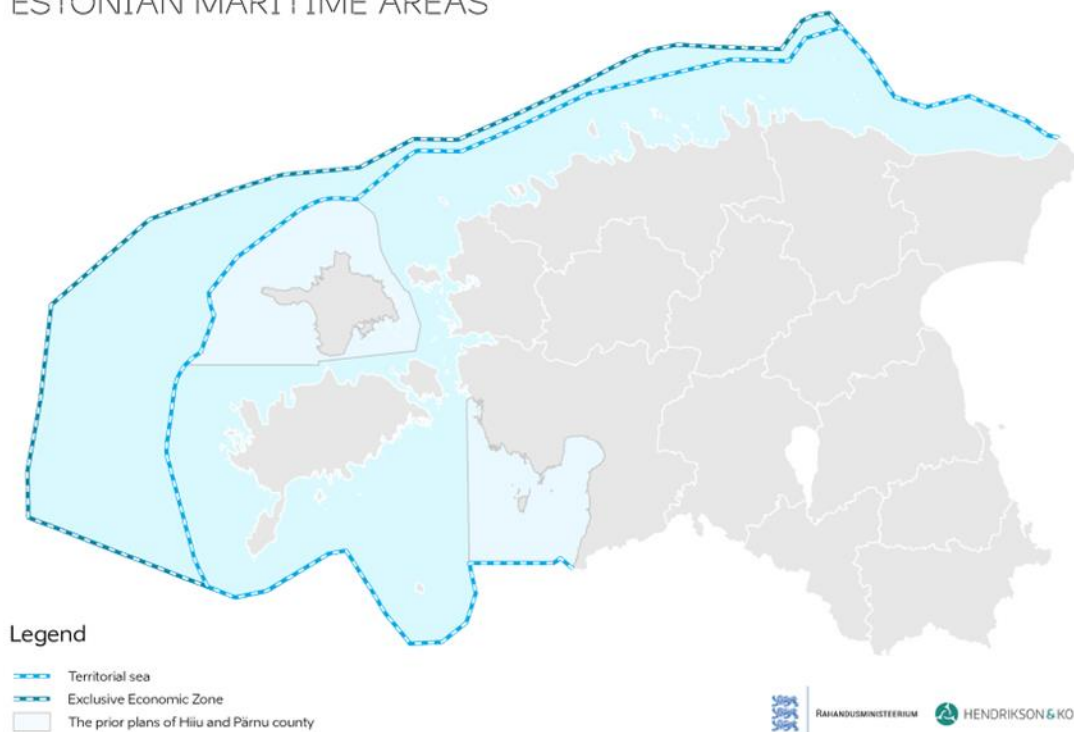 ESTONIAN MARITIME AREAS
Legend
Territorial sea
Exclusive Economic Zone
The prior plans of Hiiu and Pärnu county
RAHANDUSMINISTEERIUM
HENDRIKSON & KO